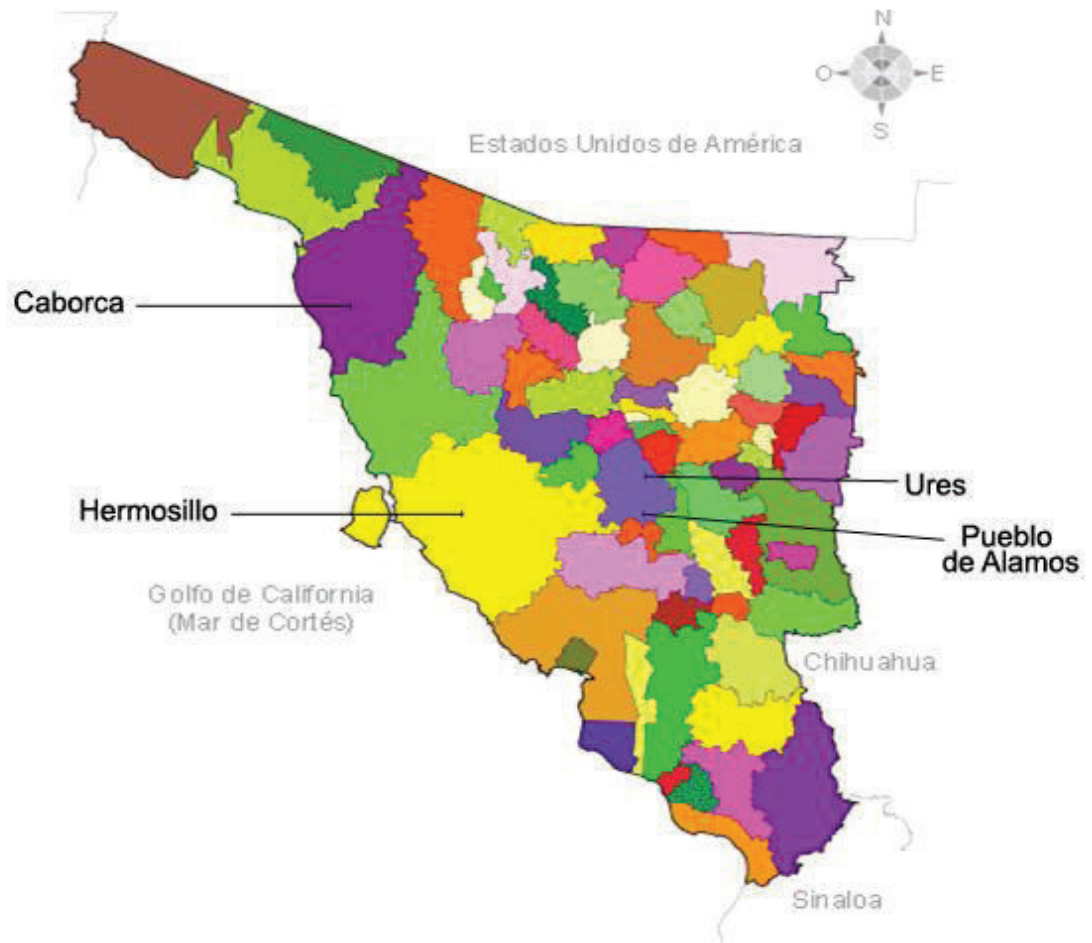 N
O
E
S
Estados Unidos de América
Caborca
Hermosillo
Ures
Pueblo
de Alamos
Golfo de California
(Mar de Cortés)
Chihuahua
Sinaloa